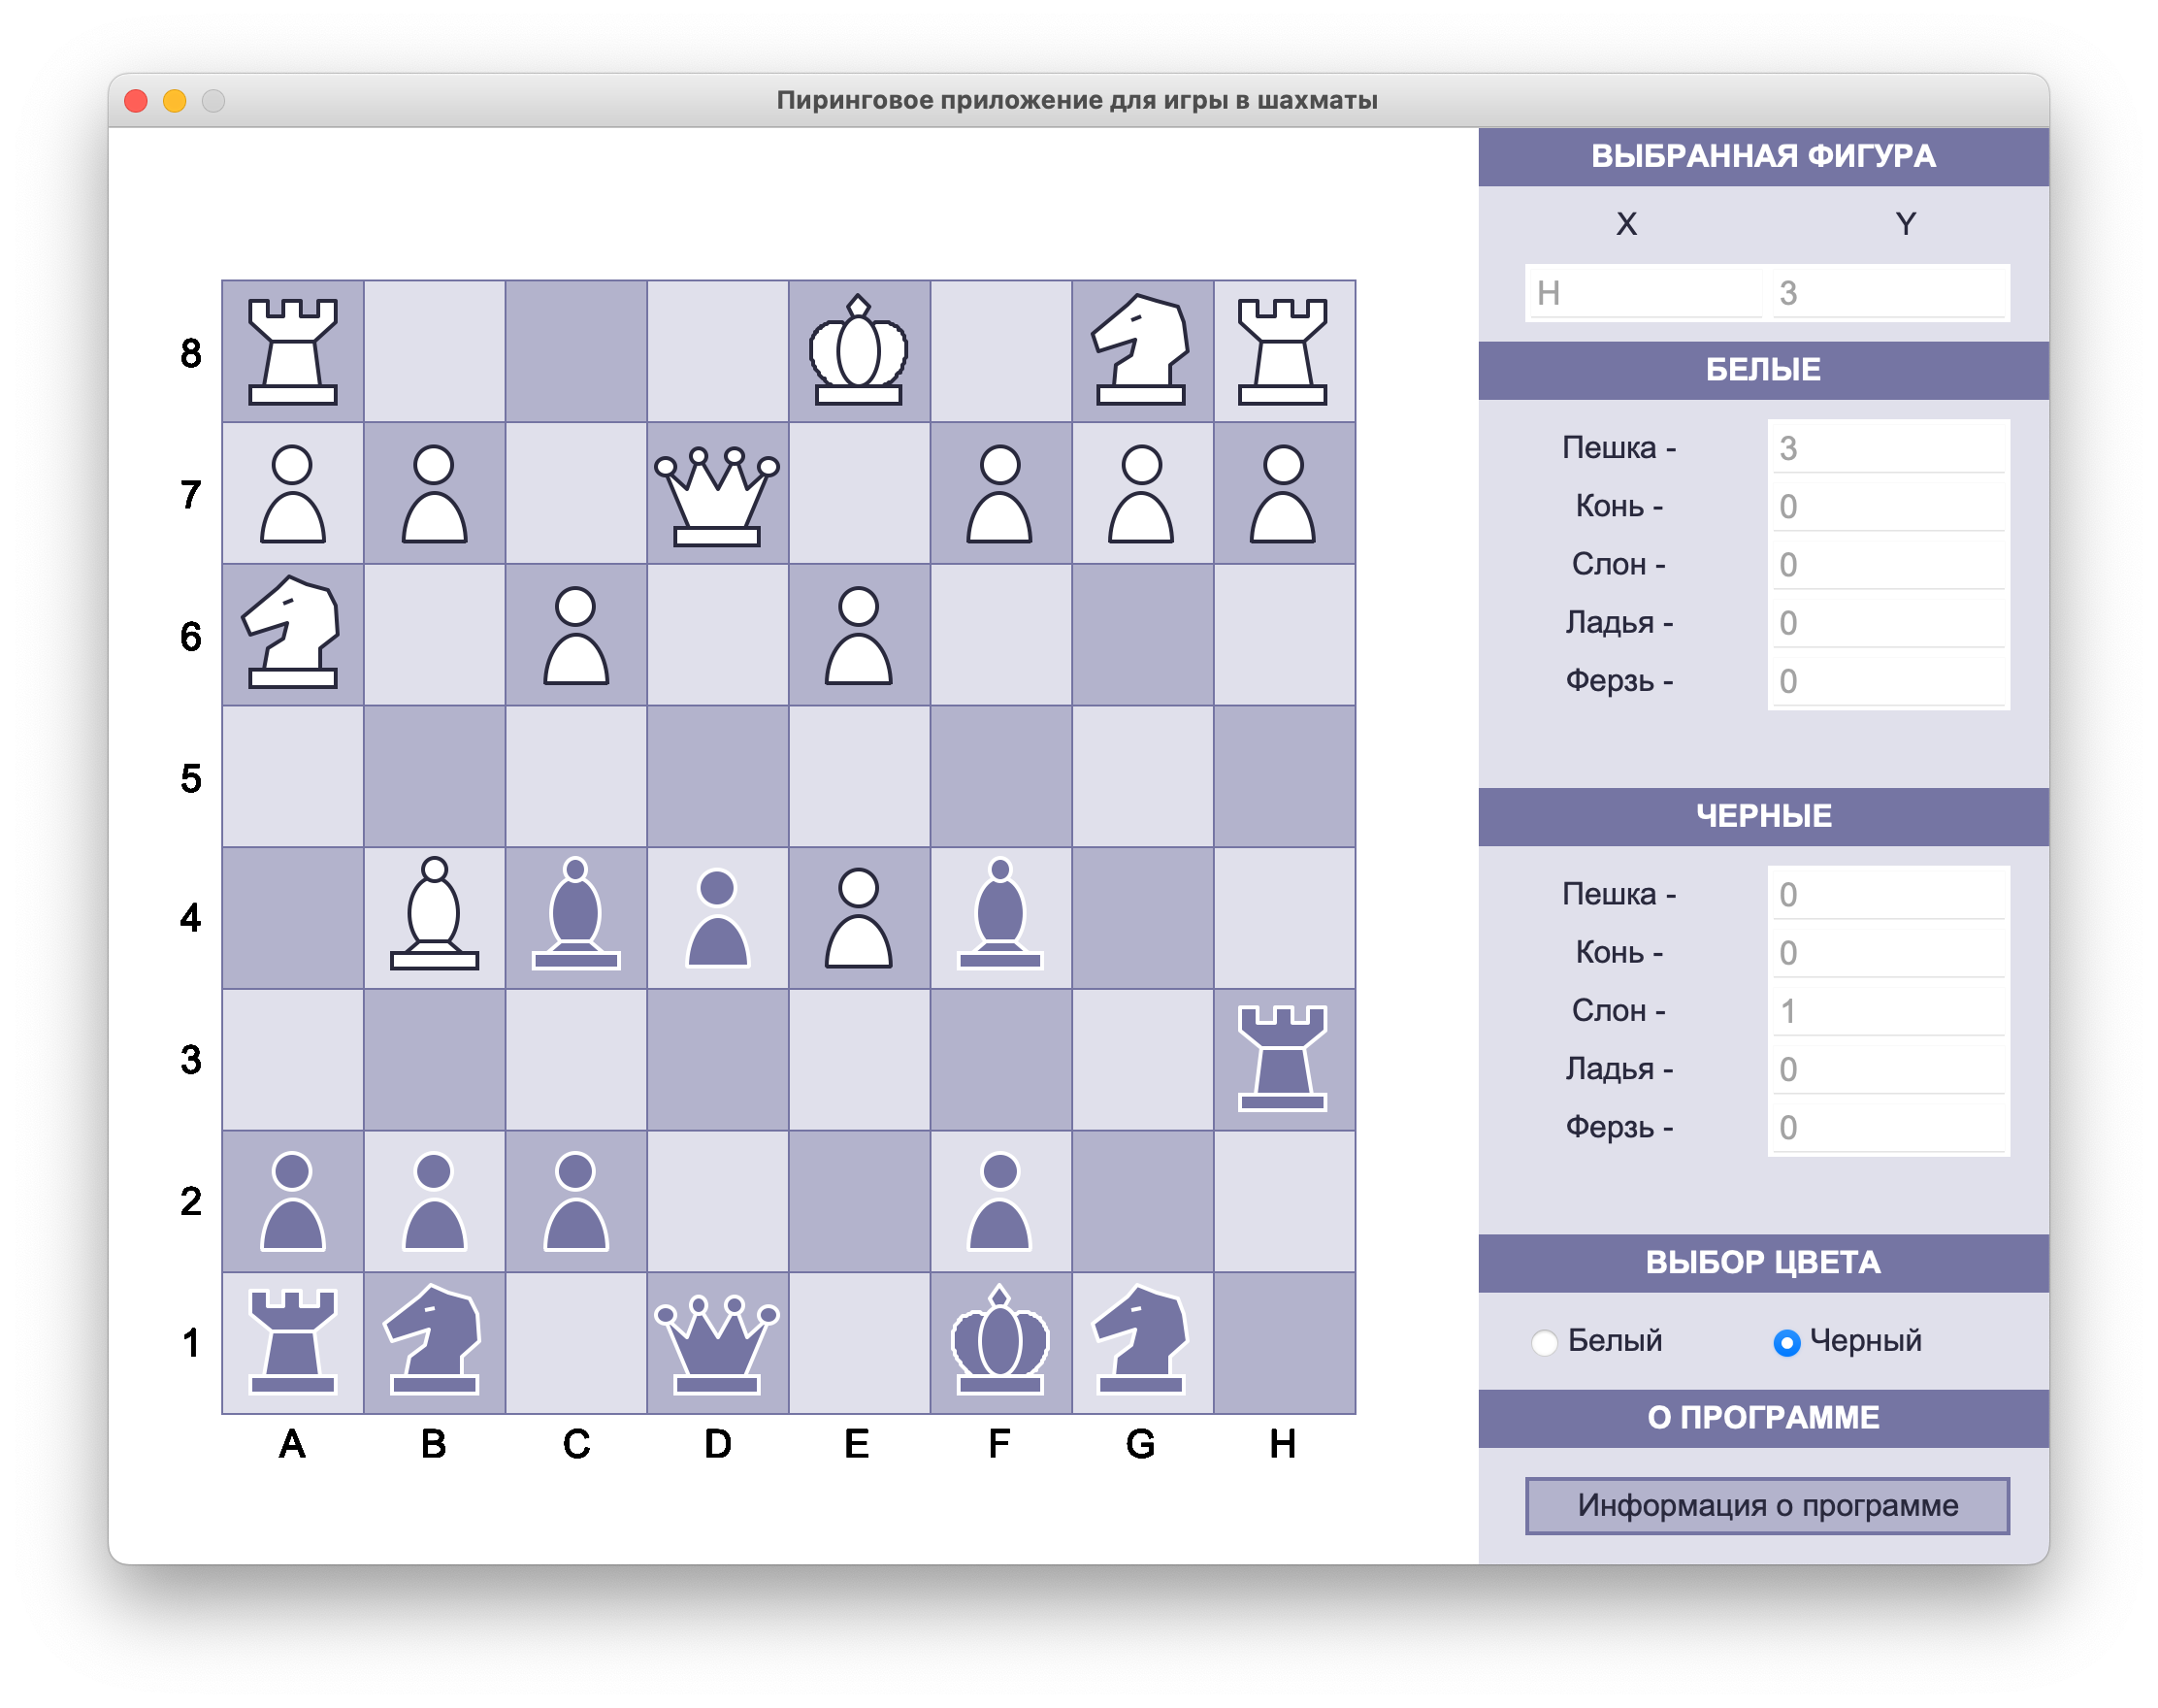 Пиринговое приложение для игры в шахматы
ВЫБРАННАЯ ФИГУРА
X Y
H 3
БЕЛЫЕ
Пешка - 3
Конь - 0
Слон - 0
Ладья - 0
Ферзь - 0
ЧЕРНЫЕ
Пешка - 0
Конь - 0
Слон - 1
Ладья - 0
Ферзь - 0
ВЫБОР ЦВЕТА
Белый Черный
О ПРОГРАММЕ
Информация о программе
8
7
6
5
4
3
2
1
A B C D E F G H